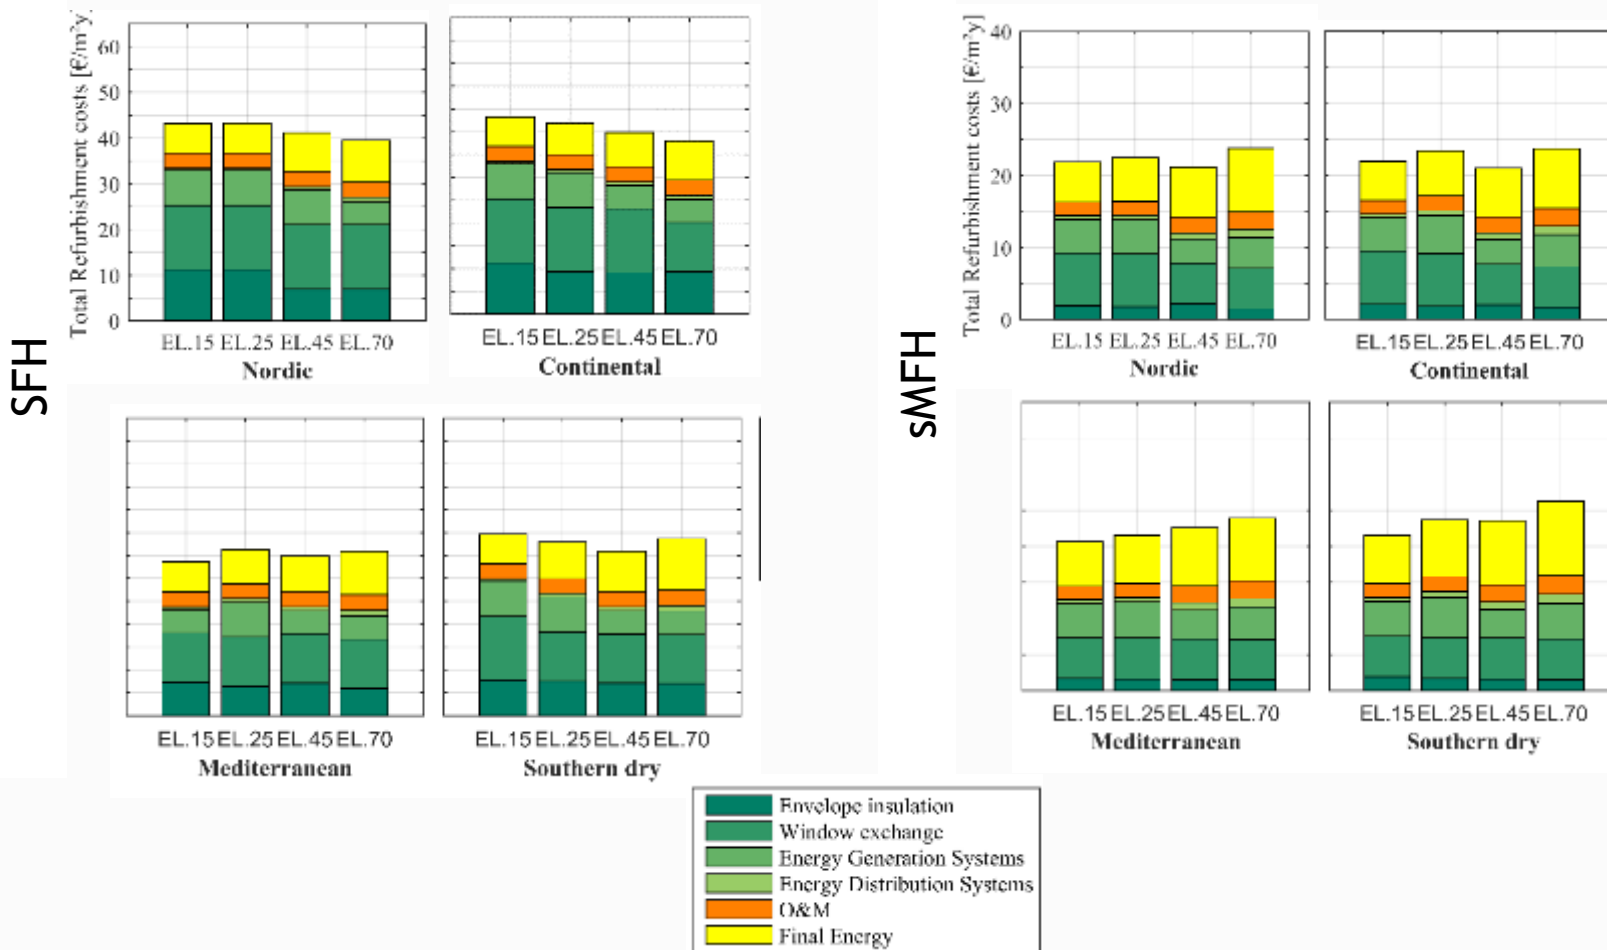 SFH
Total Refurbishment costs [€/m²y]
60
50
40
30
20
10
0
EL.15 EL.25 EL.45 EL.70
Nordic
EL.15 EL.25 EL.45 EL.70
Continental
EL.15 EL.25 EL.45 EL.70
Mediterranean
EL.15 EL.25 EL.45 EL.70
Southern dry
sMFH
Total Refurbishment costs [€/m²y]
40
30
20
10
0
EL.15 EL.25 EL.45 EL.70
Nordic
EL.15 EL.25 EL.45 EL.70
Continental
EL.15 EL.25 EL.45 EL.70
Mediterranean
EL.15 EL.25 EL.45 EL.70
Southern dry
Envelope insulation
Window exchange
Energy Generation Systems
Energy Distribution Systems
O&M
Final Energy